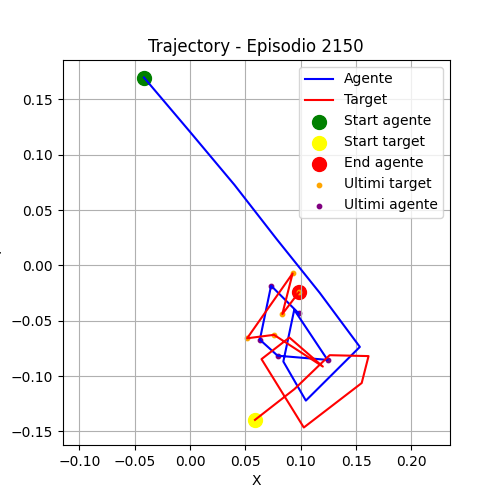 Trajectory - Episodio 2150
Agente
Target
Start agente
Start target
End agente
Ultimi target
Ultimi agente
0.15
0.10
0.05
0.00
−0.05
−0.10
−0.15
−0.10
−0.05
0.00
0.05
0.10
0.15
0.20
X